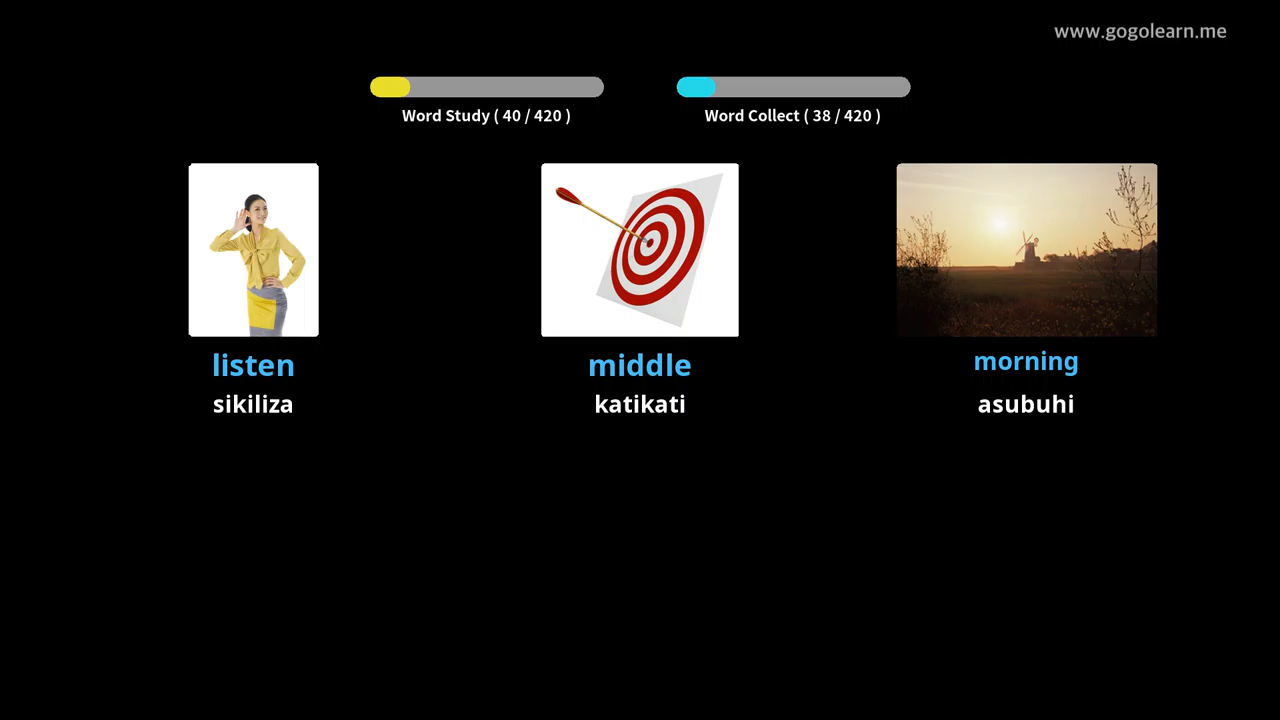 www.gogolearn.me
Word Study ( 40 / 420 )
Word Collect ( 38 / 420 )
listen
sikiliza
middle
katikati
morning
asubuhi